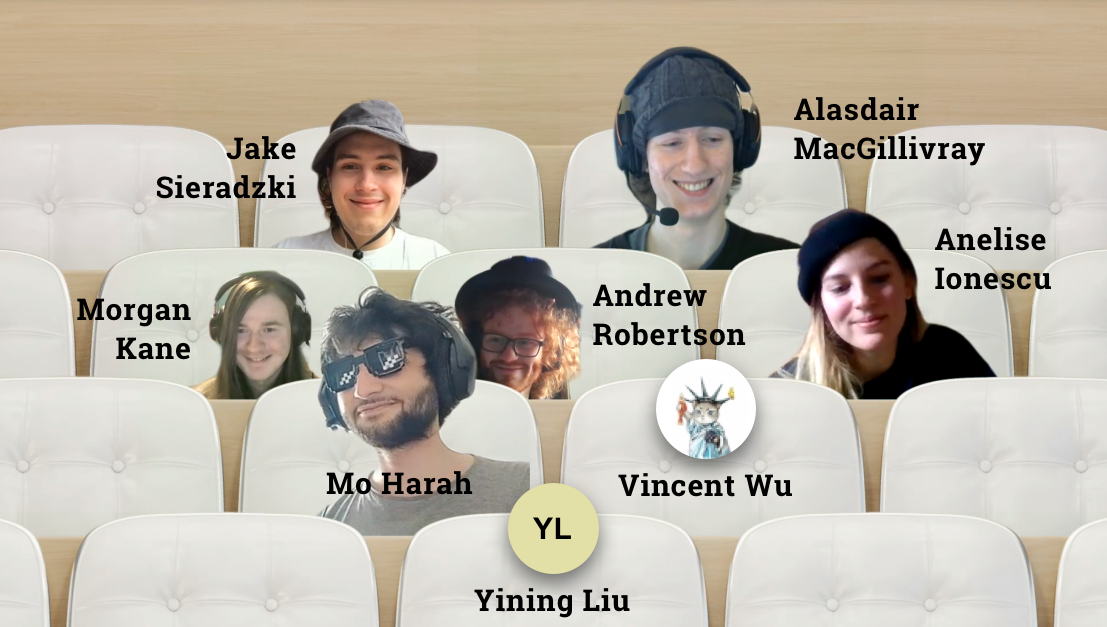 Alasdair
MacGillivray
Jake
Sieradzki
Anelise
Ionescu
Morgan
Kane
Andrew
Robertson
Mo Harah
Vincent Wu
YL
Yining Liu